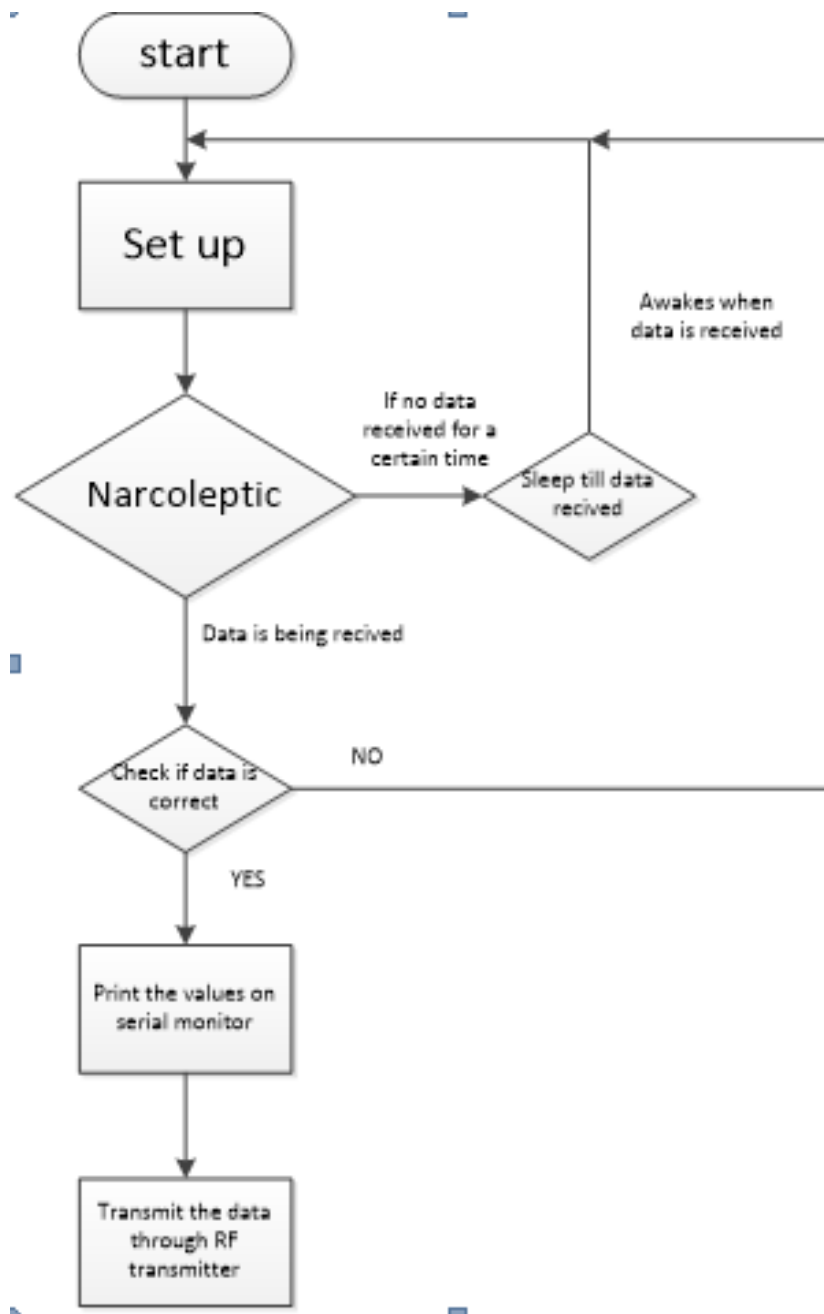 start
Set up
Awakes when
data is received
If no data
received for a
certain time
Narcoleptic
Sleep till data
recived
Data is being recived
Check if data is
correct
NO
YES
Print the values on
serial monitor
Transmit the data
through RF
transmitter